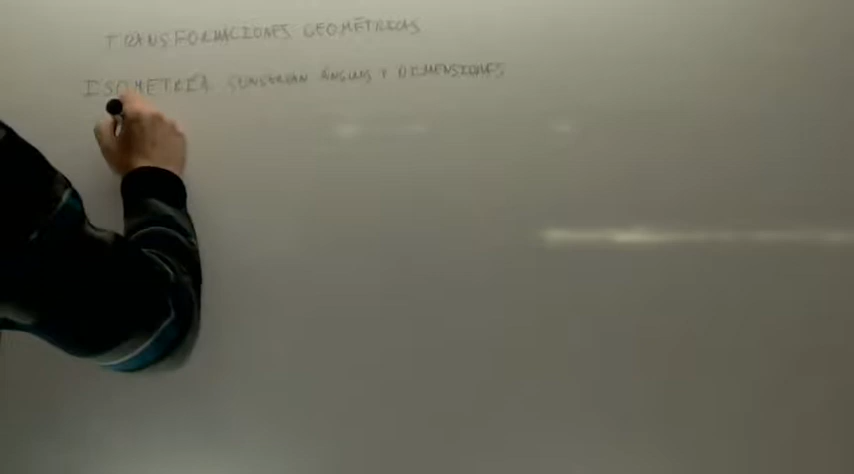 TRANSFORMACIONES GEOMÉTRICAS
ISOMETRÍA CONSERVAN ÁNGULOS Y DIMENSIONES